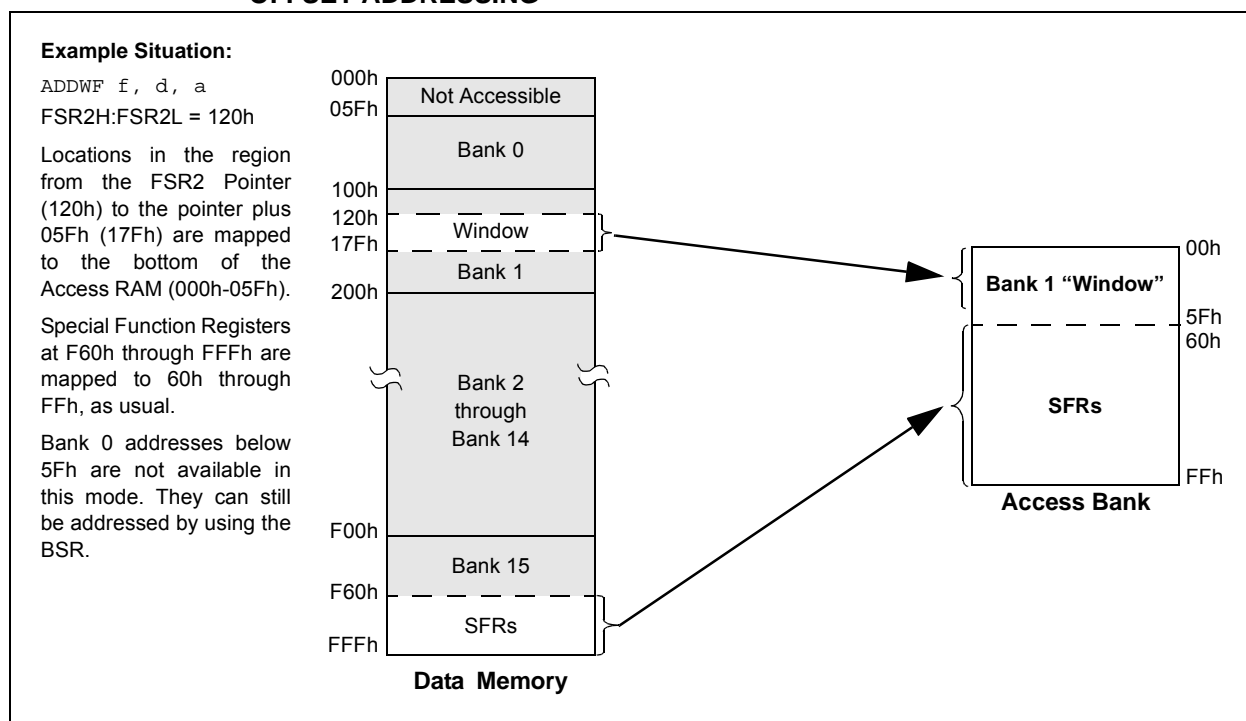 OFFSET ADDRESSING
Example Situation:
ADDWF f, d, a
FSR2H:FSR2L = 120h
Locations in the region
from the FSR2 Pointer
(120h) to the pointer plus
05Fh (17Fh) are mapped
to the bottom of the
Access RAM (000h-05Fh).
Special Function Registers
at F60h through FFFh are
mapped to 60h through
FFh, as usual.
Bank 0 addresses below
5Fh are not available in
this mode. They can still
be addressed by using the
BSR.
000h
Not Accessible
05Fh
Bank 0
100h
120h
Window
17Fh
Bank 1
200h
Bank 2
through
Bank 14
F00h
Bank 15
F60h
SFRs
FFFh
Data Memory
00h
Bank 1 “Window”
5Fh
60h
SFRs
FFh
Access Bank